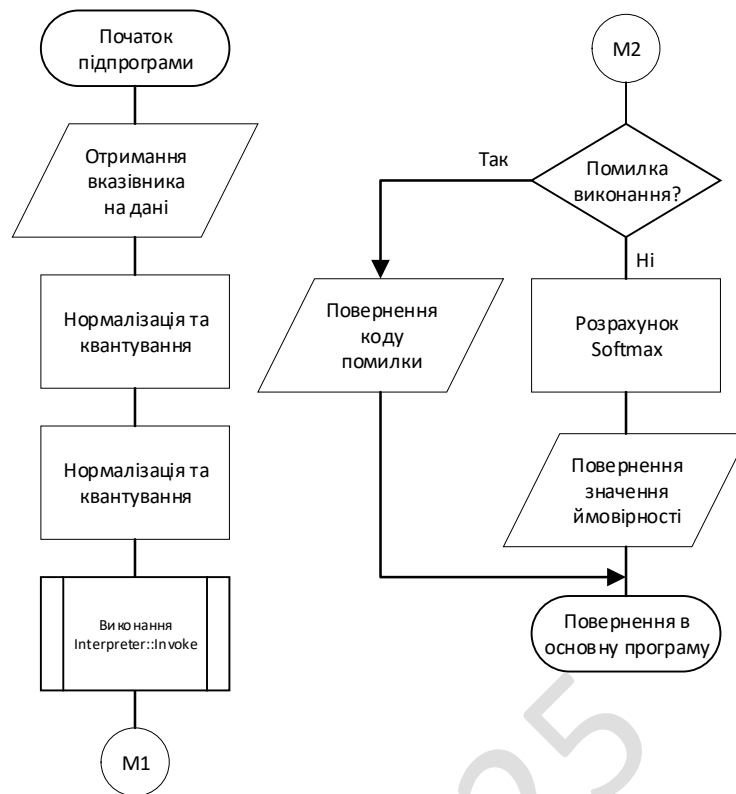 Початок
підпрограми
Отримання
вказівника
на дані
Нормалізація та
квантування
Нормалізація та
квантування
Виконання
Interpreter::Invoke
M1
M2
Помилка
виконання?
Так
Ні
Повернення
коду
помилки
Розрахунок
Softmax
Повернення
значення
ймовірності
Повернення в
основну програму
25